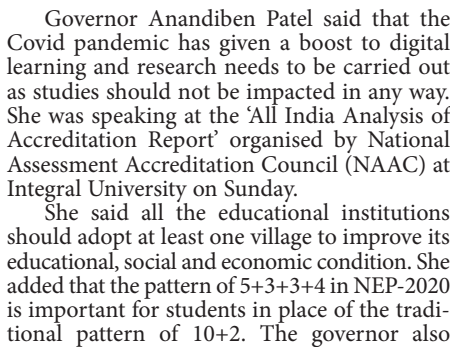 Governor Anandiben Patel said that the
Covid pandemic has given a boost to digital
learning and research needs to be carried out
as studies should not be impacted in any way.
She was speaking at the ‘All India Analysis of
Accreditation Report’ organised by National
Assessment Accreditation Council (NAAC) at
Integral University on Sunday.
She said all the educational institutions
should adopt at least one village to improve its
educational, social and economic condition. She
added that the pattern of 5+3+3+4 in NEP-2020
is important for students in place of the tradi-
tional pattern of 10+2. The governor also